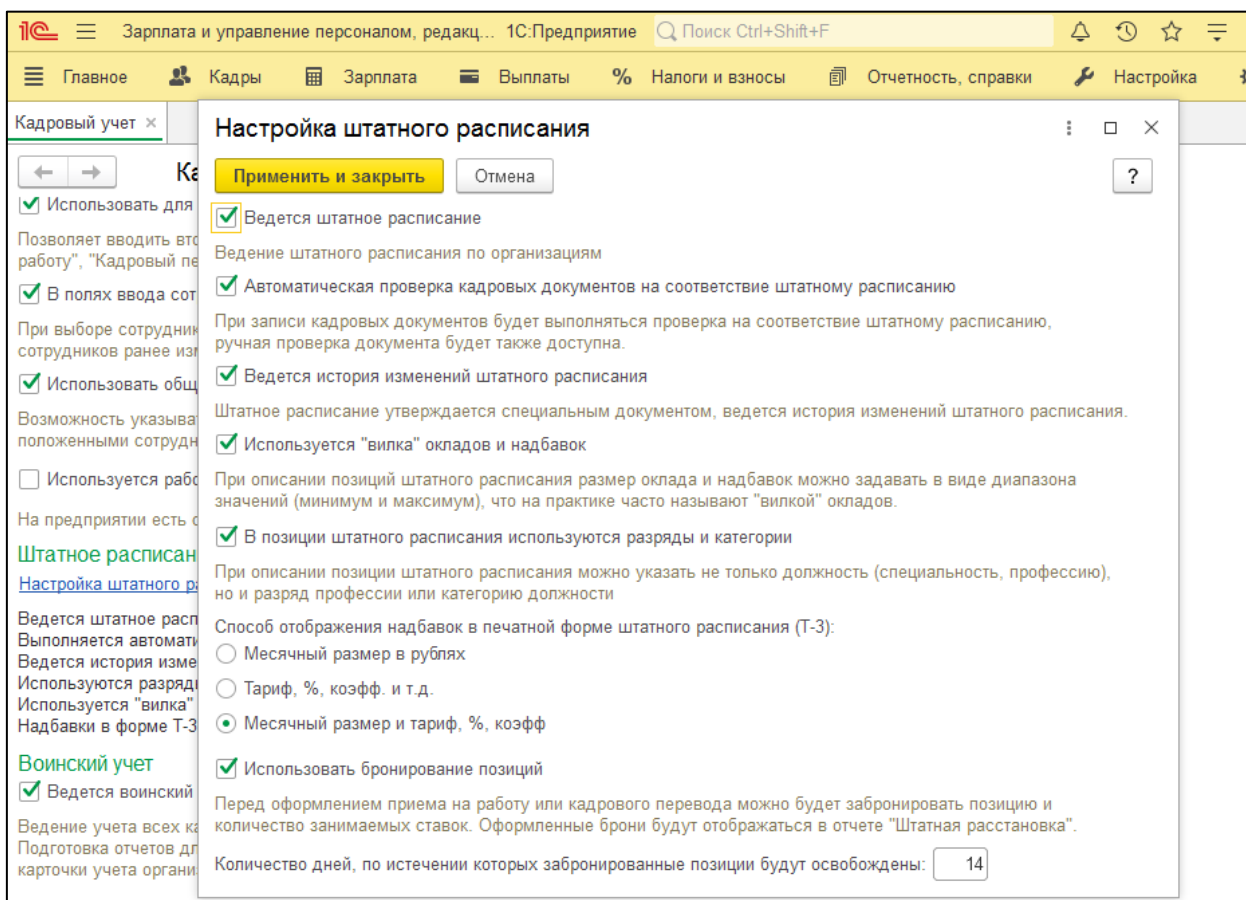 1С Зарплата и управление персоналом, редакц... 1С:Предприятие Поиск Ctrl+Shift+F
Главное Кадры Зарплата Выплаты % Налоги и взносы Отчетность, справки Настройка
Кадровый учет ×
Ка
Использовать для
Позволяет вводить вто
работу", "Кадровый пе
В полях ввода сот
При выборе сотрудник
сотрудников ранее изм
Использовать общ
Возможность указыват
положенными сотрудн
Используется рабо
На предприятии есть с
Штатное расписан
Настройка штатного ра
Ведется штатное расп
Выполняется автомати
Ведется история изме
Используются разряды
Используется "вилка"
Надбавки в форме Т-3
Воинский учет
Ведется воинский
Ведение учета всех ка
Подготовка отчетов дл
карточки учета органи
Настройка штатного расписания
Применить и закрыть Отмена ?
Ведется штатное расписание
Ведение штатного расписания по организациям
Автоматическая проверка кадровых документов на соответствие штатному расписанию
При записи кадровых документов будет выполняться проверка на соответствие штатному расписанию,
ручная проверка документа будет также доступна.
Ведется история изменений штатного расписания
Штатное расписание утверждается специальным документом, ведется история изменений штатного расписания.
Используется "вилка" окладов и надбавок
При описании позиций штатного расписания размер оклада и надбавок можно задавать в виде диапазона
значений (минимум и максимум), что на практике часто называют "вилкой" окладов.
В позиции штатного расписания используются разряды и категории
При описании позиции штатного расписания можно указать не только должность (специальность, профессию),
но и разряд профессии или категорию должности
Способ отображения надбавок в печатной форме штатного расписания (Т-3):
Месячный размер в рублях
Тариф, %, коэфф. и т.д.
Месячный размер и тариф, %, коэфф
Использовать бронирование позиций
Перед оформлением приема на работу или кадрового перевода можно будет забронировать позицию и
количество занимаемых ставок. Оформленные брони будут отображаться в отчете "Штатная расстановка".
Количество дней, по истечении которых забронированные позиции будут освобождены: 14